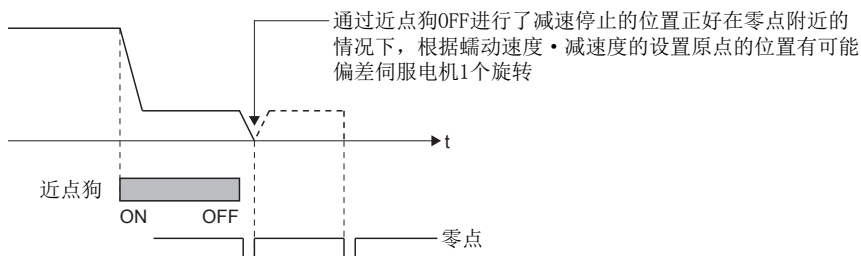 通过近点狗OFF进行了减速停止的位置正好在零点附近的
情况下，根据蠕动速度·减速度的设置原点的位置有可能
偏差伺服电机1个旋转
t
近点狗
ON OFF
零点